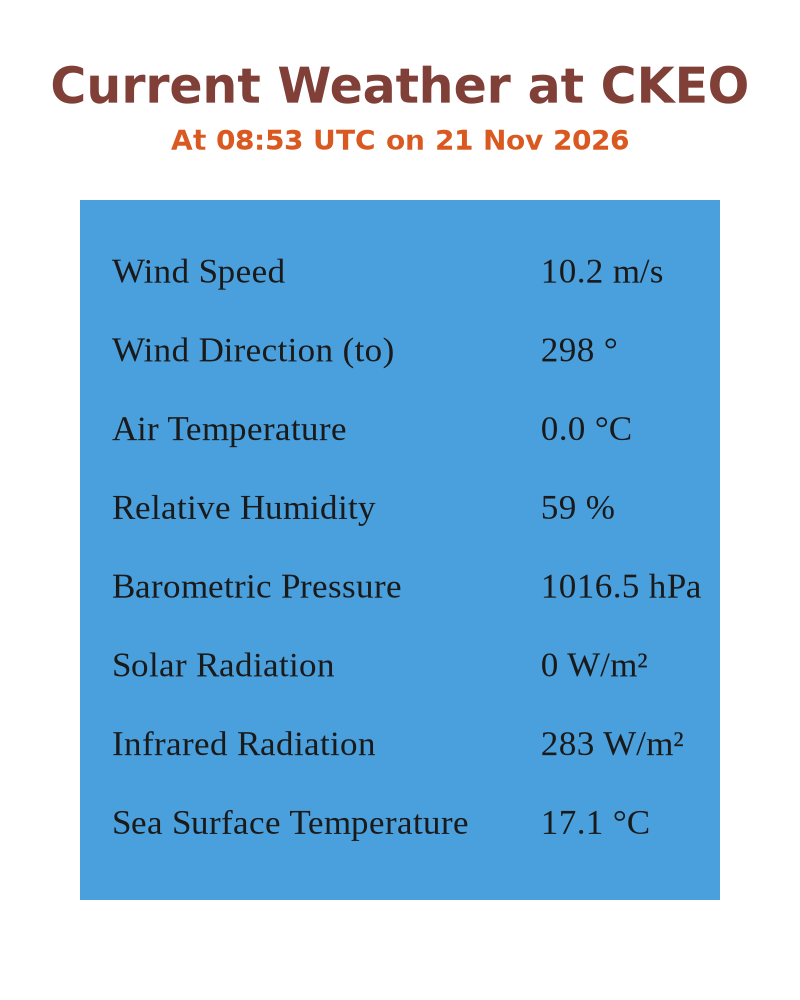 Current Weather at CKEO
At 08:53 UTC on 21 Nov 2026
Wind Speed 10.2 m/s
Wind Direction (to) 298 °
Air Temperature 0.0 °C
Relative Humidity 59 %
Barometric Pressure 1016.5 hPa
Solar Radiation 0 W/m²
Infrared Radiation 283 W/m²
Sea Surface Temperature 17.1 °C